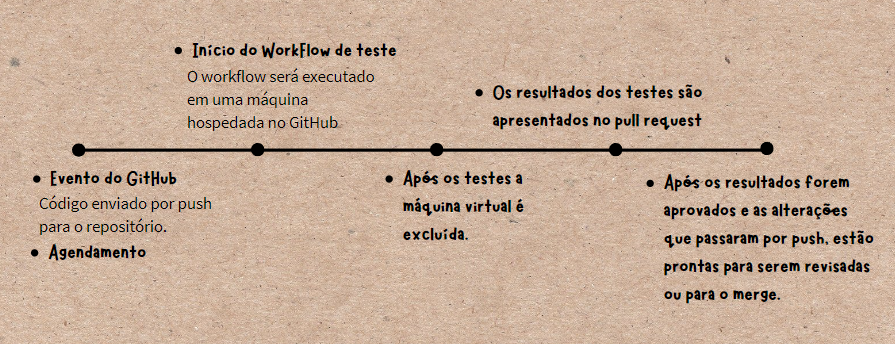 • Início do Workflow de teste
O workflow será executado
em uma máquina
hospedada no GitHub
• Os resultados dos testes são
apresentados no pull request
• Evento do GitHub
Código enviado por push
para o repositório.
• Agendamento
• Após os testes a
máquina virtual é
excluída.
• Após os resultados forem
aprovados e as alterações
que passaram por push, estão
prontas para serem revisadas
ou para o merge.